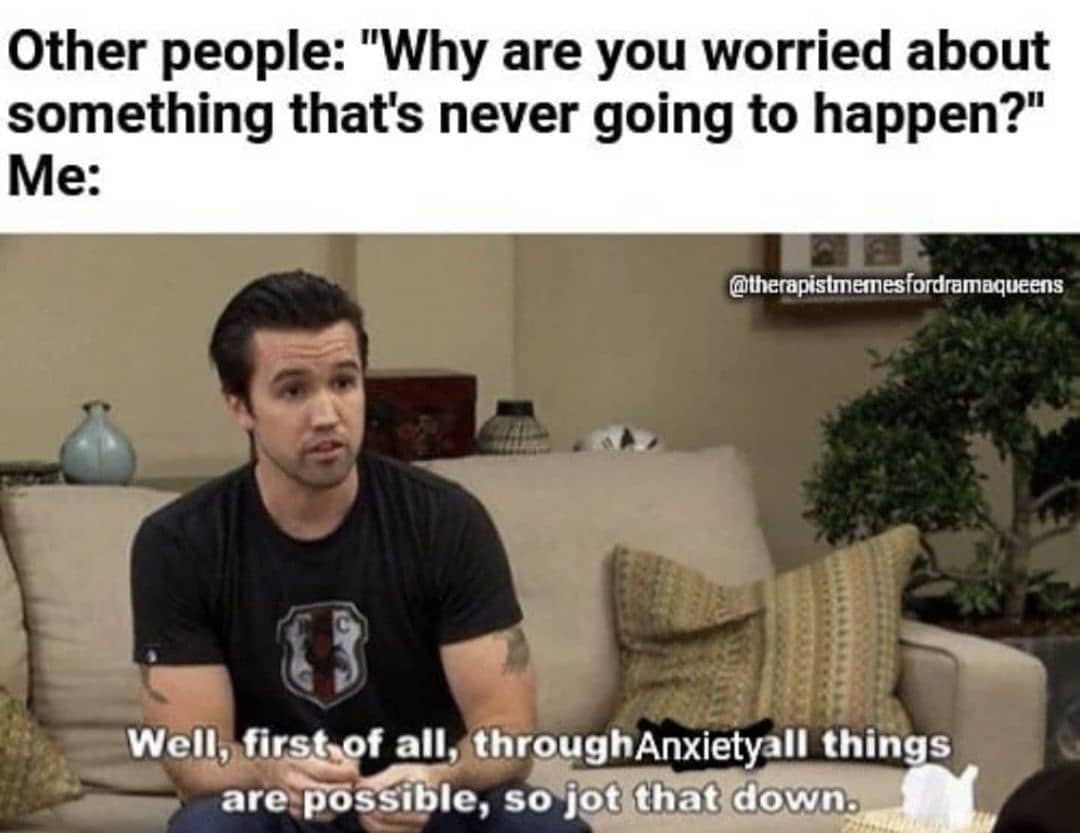 Other people: "Why are you worried about
something that's never going to happen?"
Me:
@therapistmemesfordramaqueens
Well, first of all, through Anxiety all things
are possible, so jot that down.